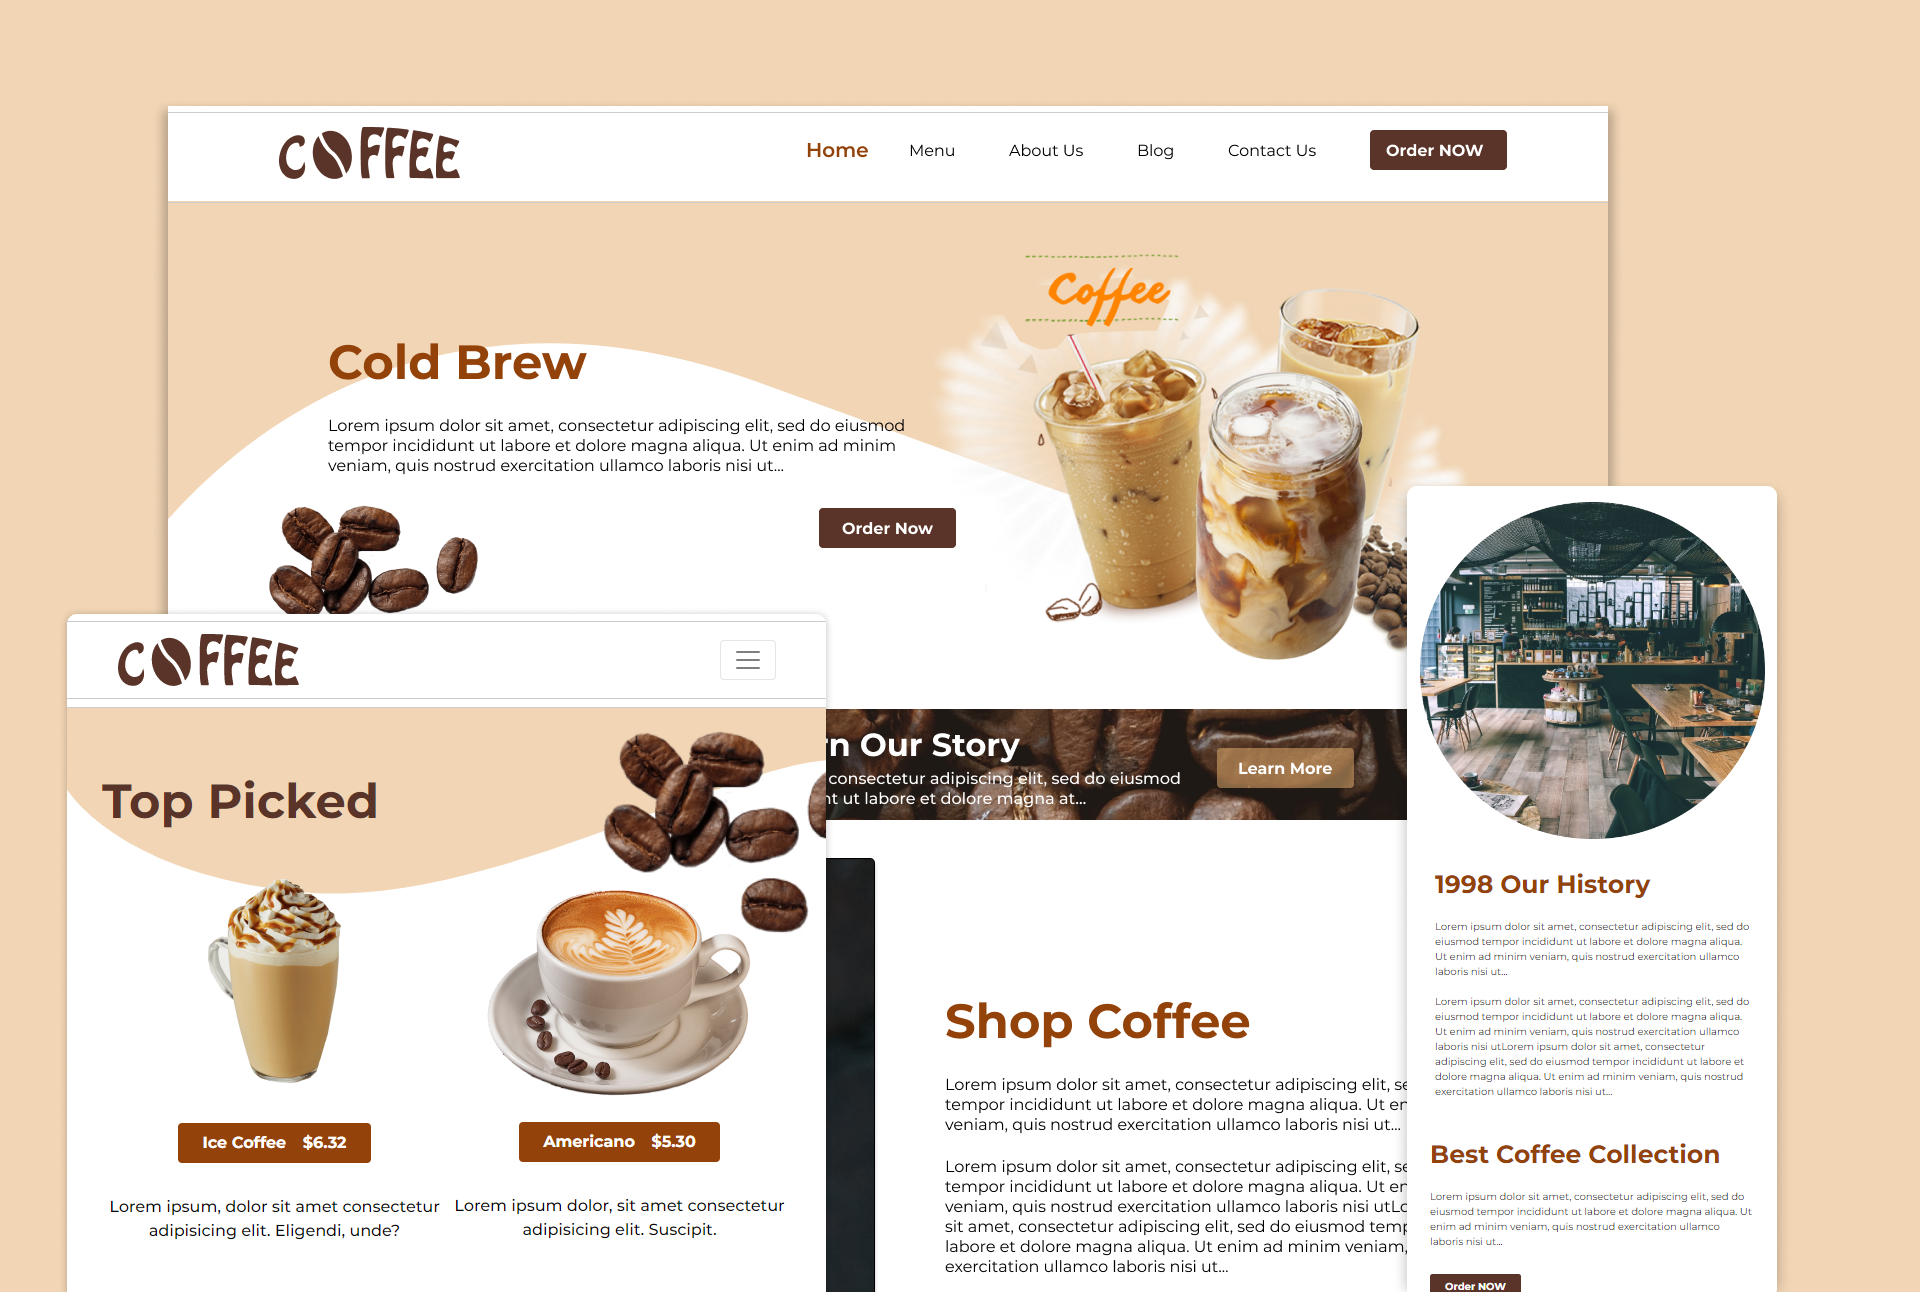 COFFEE
Home Menu About Us Blog Contact Us Order NOW
Coffee
Cold Brew
Lorem ipsum dolor sit amet, consectetur adipiscing elit, sed do eiusmod
tempor incididunt ut labore et dolore magna aliqua. Ut enim ad minim
veniam, quis nostrud exercitation ullamco laboris nisi ut...
Order Now
Our Story
consectetur adipiscing elit, sed do eiusmod
ut labore et dolore magna at...
Learn More
Shop Coffee
Lorem ipsum dolor sit amet, consectetur adipiscing elit,
tempor incididunt ut labore et dolore magna aliqua. Ut
veniam, quis nostrud exercitation ullamco laboris nisi ut...
Lorem ipsum dolor sit amet, consectetur adipiscing elit,
tempor incididunt ut labore et dolore magna aliqua. Ut
veniam, quis nostrud exercitation ullamco laboris nisi
sit amet, consectetur adipiscing elit, sed do eiusmod
labore et dolore magna aliqua. Ut enim ad minim veniam,
exercitation ullamco laboris nisi ut...
COFFEE
Top Picked
Ice Coffee $6.32
Lorem ipsum, dolor sit amet consectetur
adipisicing elit. Eligendi, unde?
Americano $5.30
Lorem ipsum dolor, sit amet consectetur
adipisicing elit. Suscipit.
1998 Our History
Lorem ipsum dolor sit amet, consectetur adipiscing elit, sed do
eiusmod tempor incididunt ut labore et dolore magna aliqua.
Ut enim ad minim veniam, quis nostrud exercitation ullamco
laboris nisi ut...
Lorem ipsum dolor sit amet, consectetur adipiscing elit, sed do
eiusmod tempor incididunt ut labore et dolore magna aliqua.
Ut enim ad minim veniam, quis nostrud exercitation ullamco
laboris nisi utLorem ipsum dolor sit amet, consectetur
adipiscing elit, sed do eiusmod tempor incididunt ut labore et
dolore magna aliqua. Ut enim ad minim veniam, quis nostrud
exercitation ullamco laboris nisi ut...
Best Coffee Collection
Lorem ipsum dolor sit amet, consectetur adipiscing elit, sed do
eiusmod tempor incididunt ut labore et dolore magna aliqua. Ut
enim ad minim veniam, quis nostrud exercitation ullamco
laboris nisi ut...
Order NOW